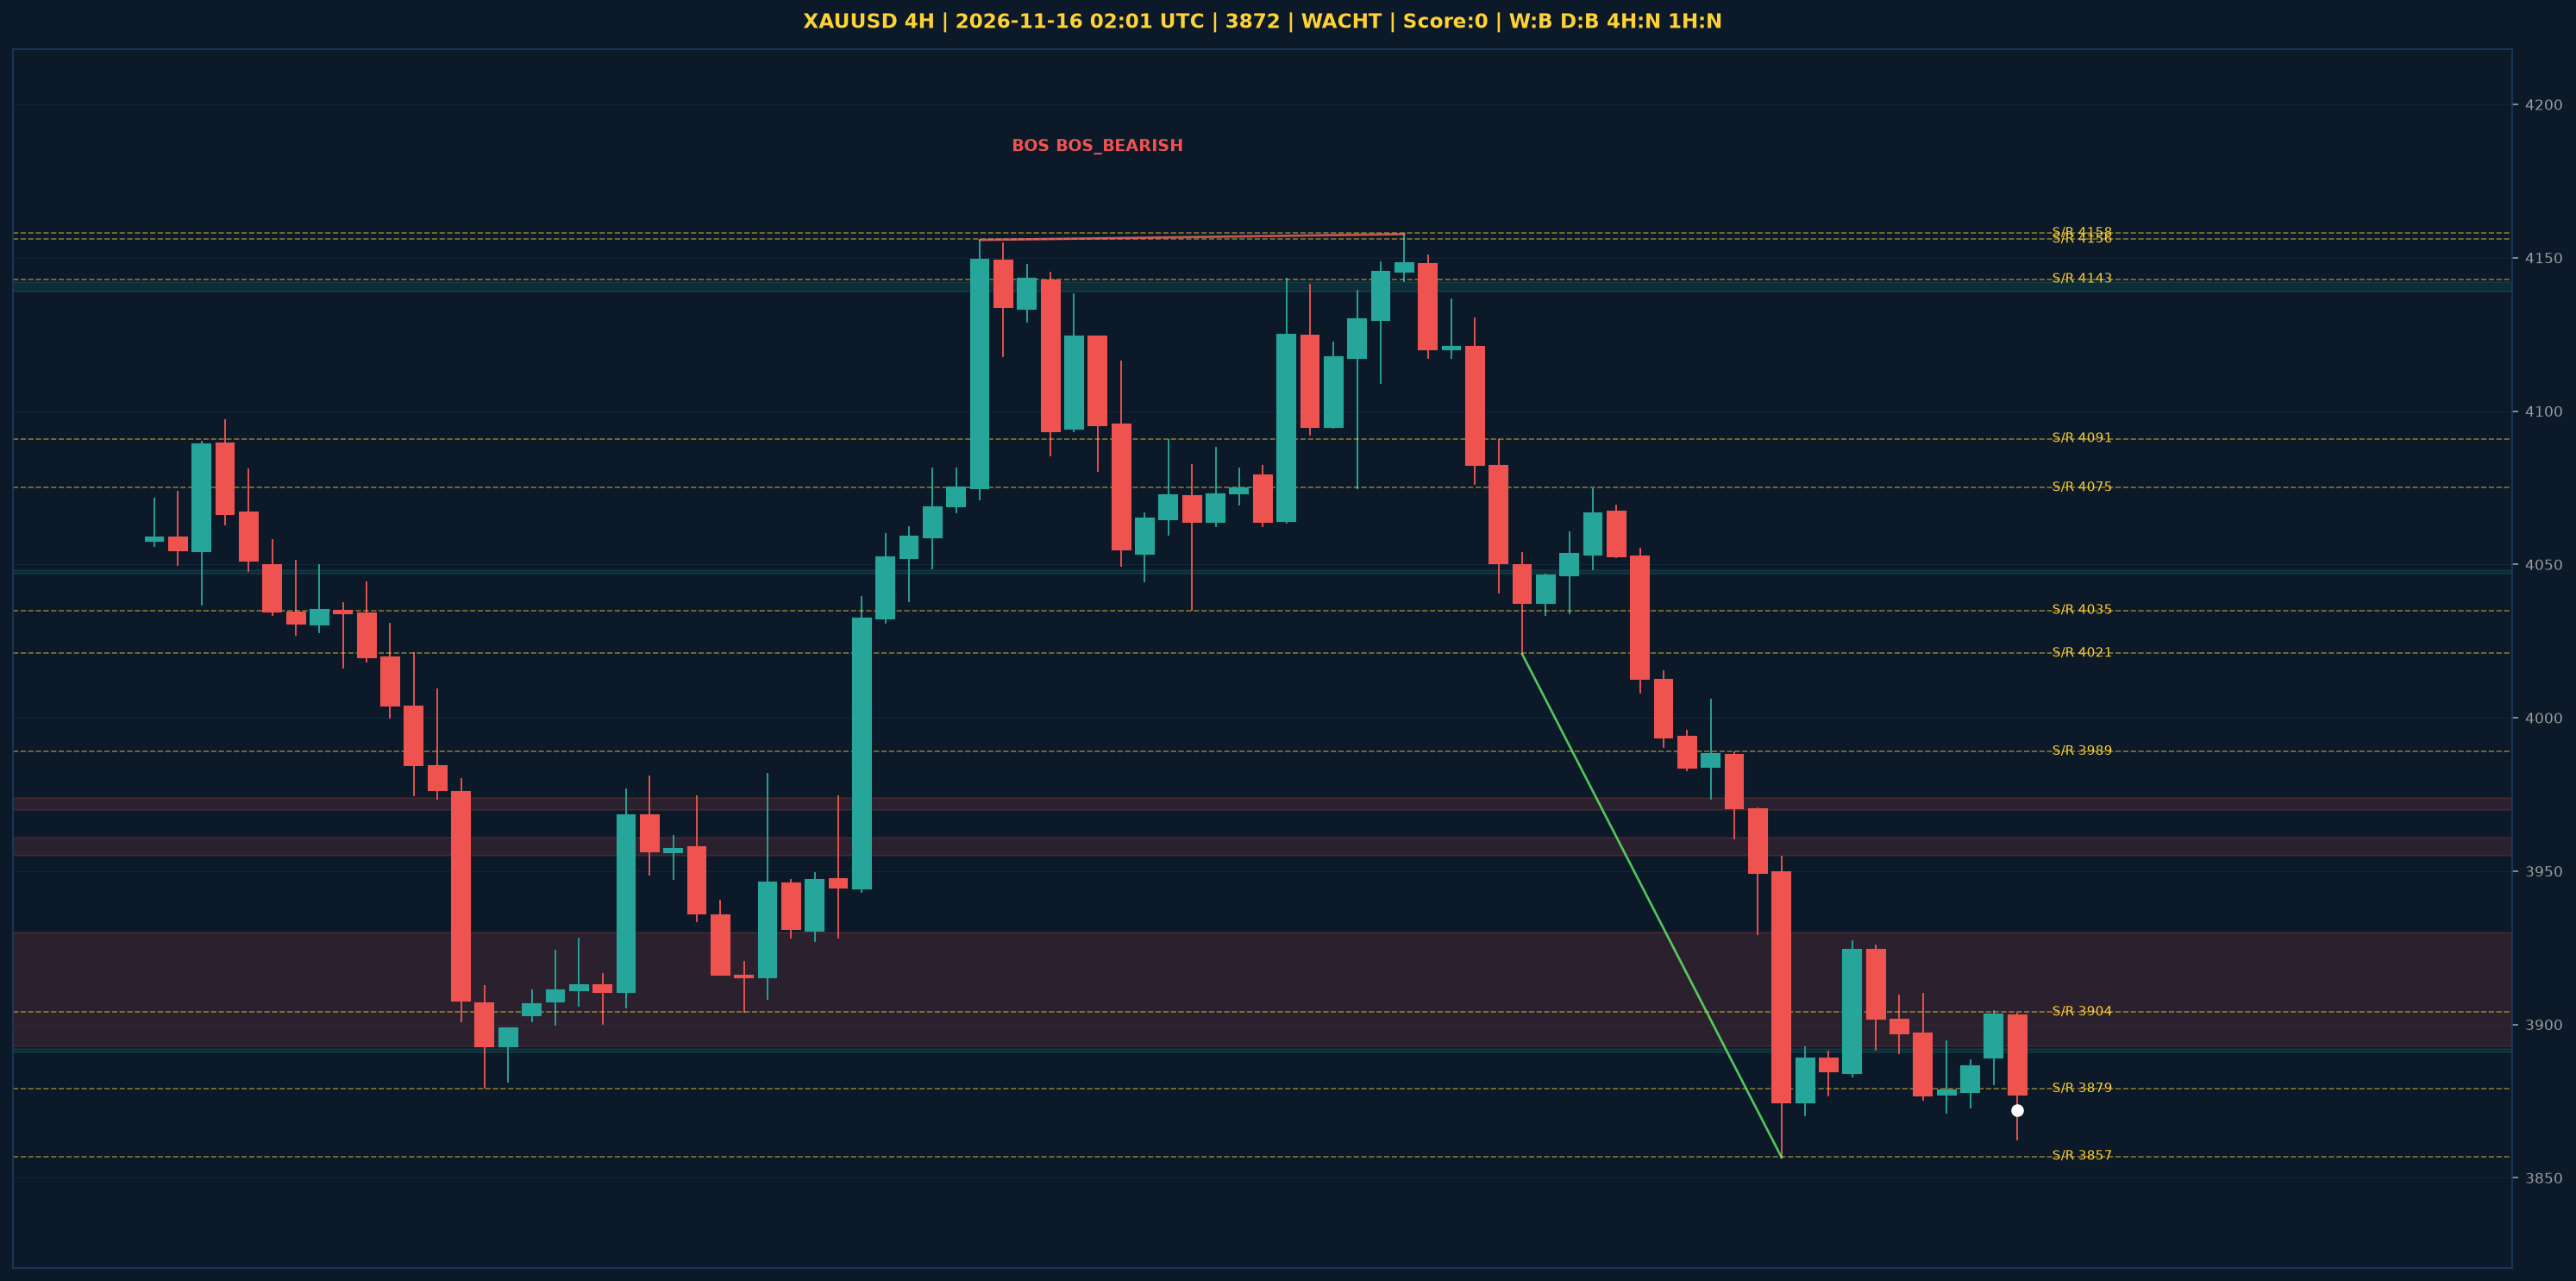 XAUUSD 4H | 2026-11-16 02:01 UTC | 3872 | WACHT | Score:0 | W:B D:B 4H:N 1H:N
4200
BOS BOS_BEARISH
S/R 4158
S/R 4156
4150
S/R 4143
4100
S/R 4091
S/R 4075
4050
S/R 4035
S/R 4021
4000
S/R 3989
3950
S/R 3904
3900
S/R 3879
S/R 3857
3850